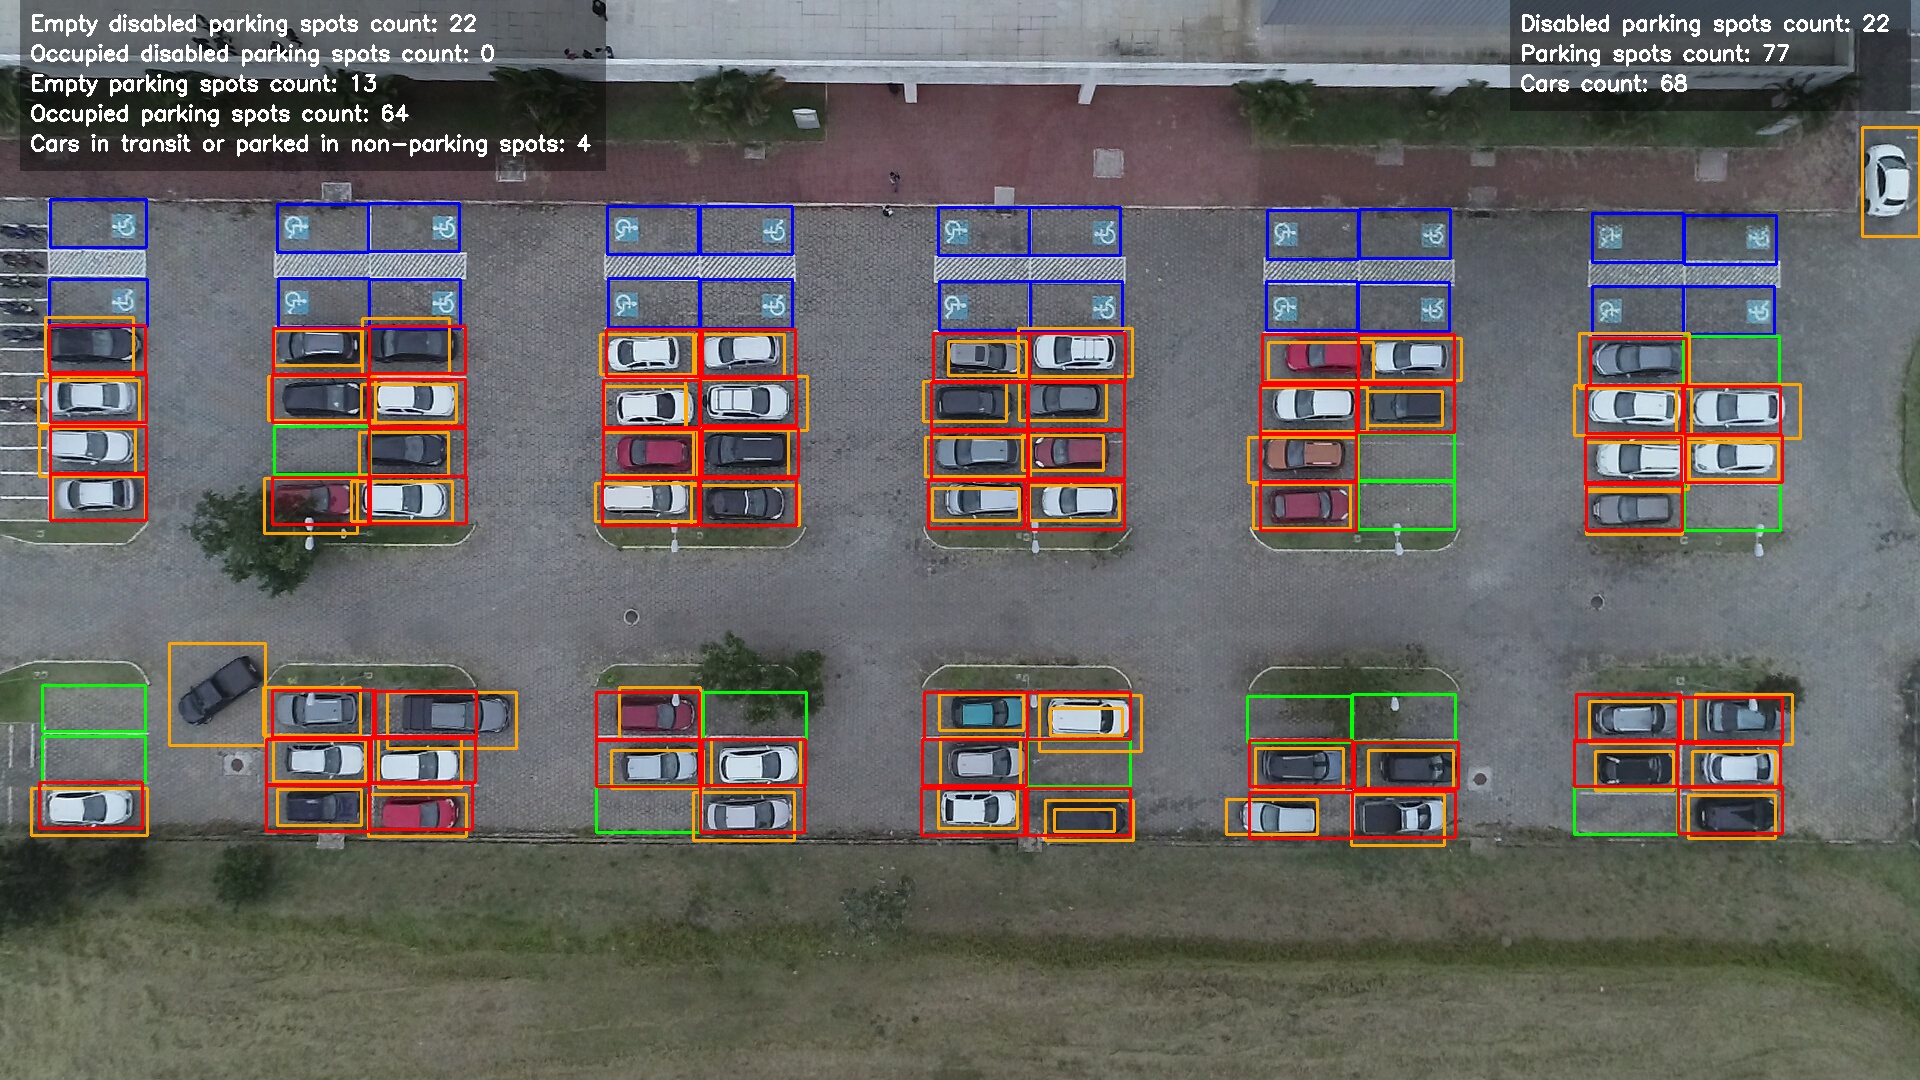 Empty disabled parking spots count: 22
Occupied disabled parking spots count: 0
Empty parking spots count: 13
Occupied parking spots count: 64
Cars in transit or parked in non-parking spots: 4
Disabled parking spots count: 22
Parking spots count: 77
Cars count: 68